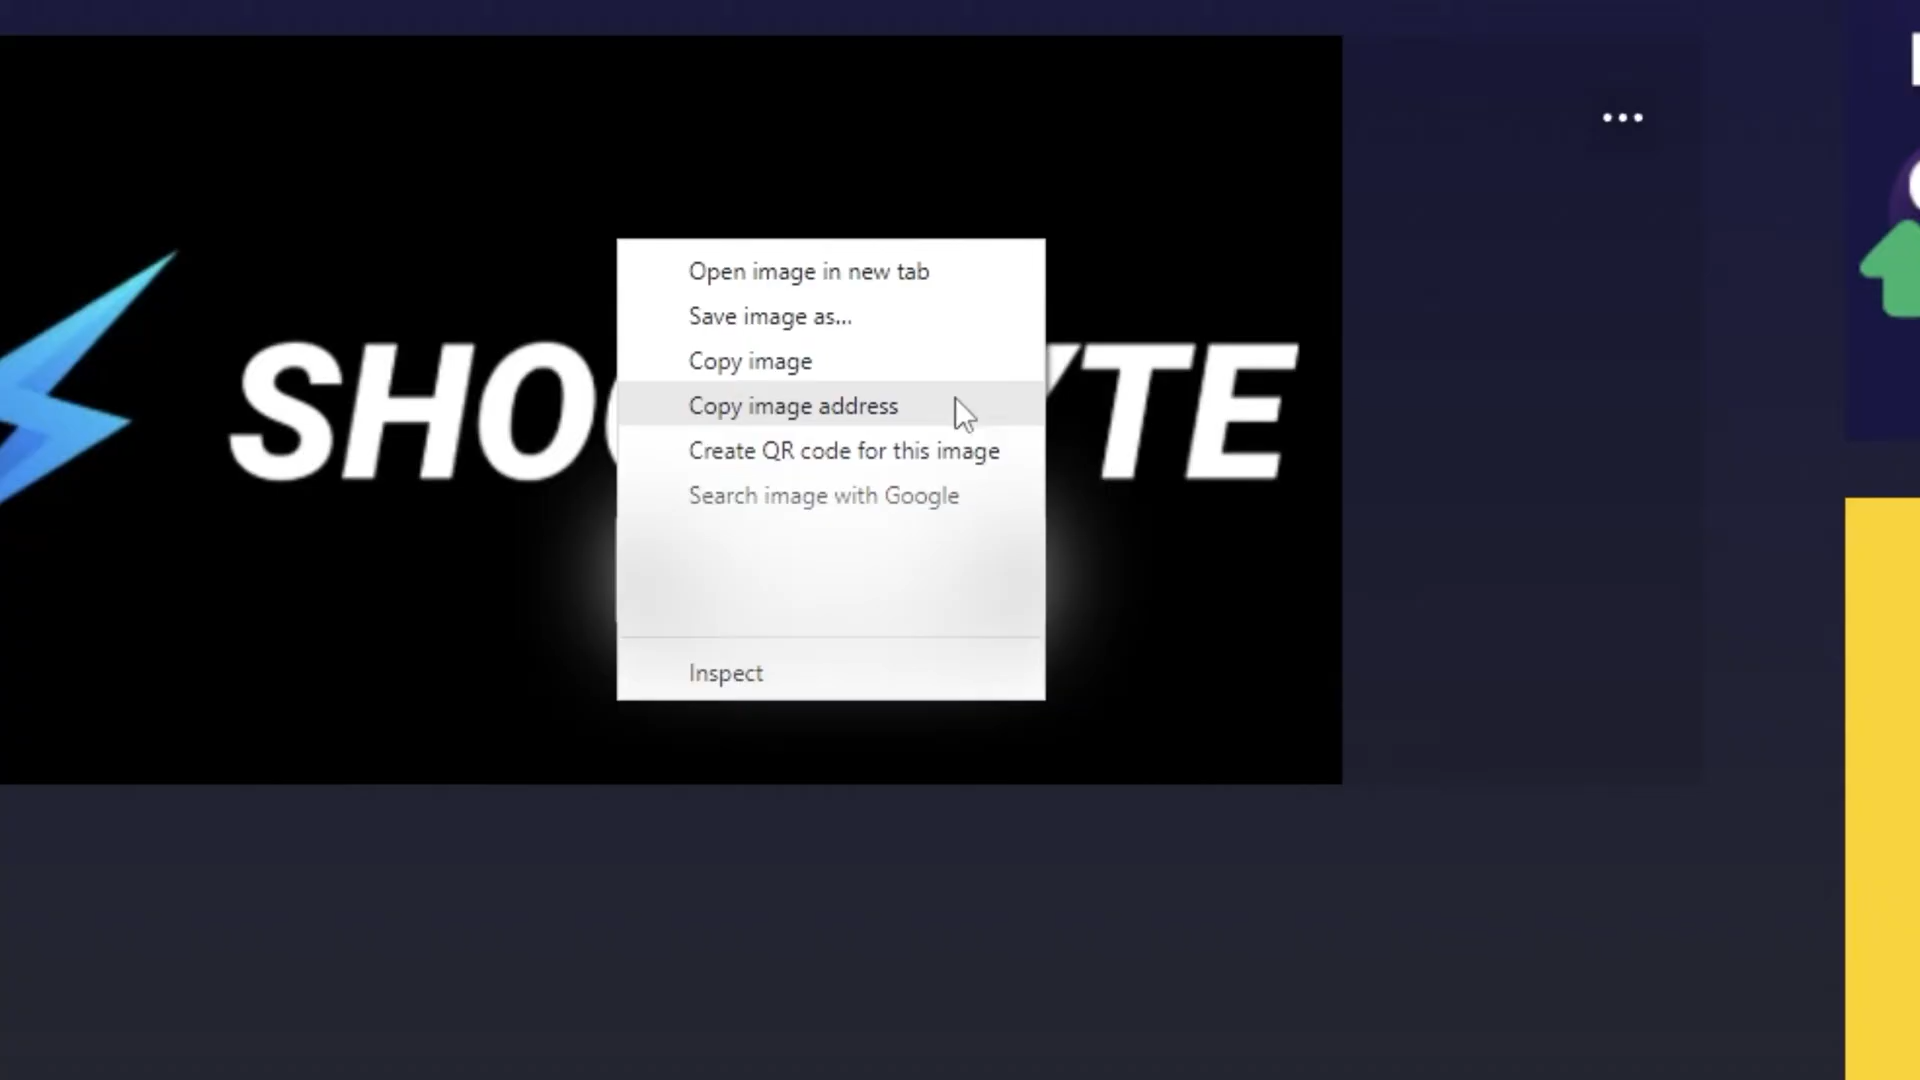 Open image in new tab
Save image as...
Copy image
SHO YTE
Copy image address
Create QR code for this image
Search image with Google
Inspect